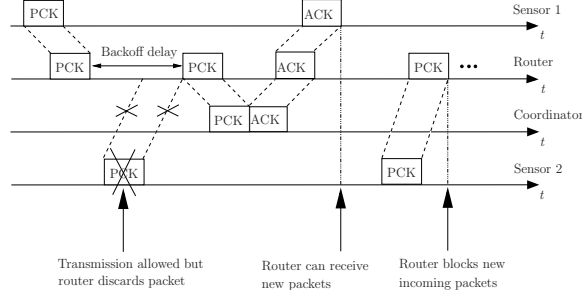 PCK
ACK
Sensor 1
t
PCK
Backoff delay
PCK
ACK
PCK
•••
Router
t
PCK
ACK
Coordinator
t
PCK
PCK
Sensor 2
t
Transmission allowed but
router discards packet
Router can receive
new packets
Router blocks new
incoming packets